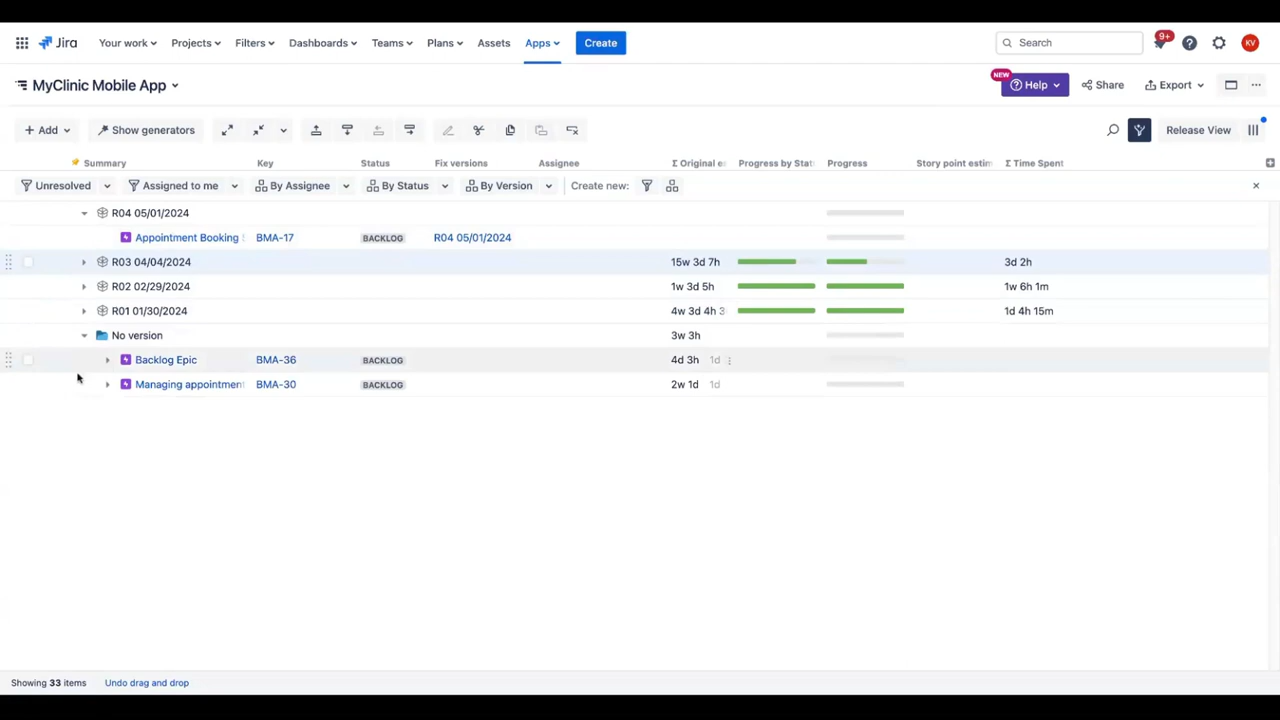 Jira Your work Projects Filters Dashboards Teams Plans Assets Apps Create Search 9+ KV
MyClinic Mobile App NEW Help Share Export
Add Show generators Release View
Summary Key Status Fix versions Assignee Σ Original e Progress by Stat Progress Story point estim Σ Time Spent
Unresolved Assigned to me By Assignee By Status By Version Create new:
R04 05/01/2024
Appointment Booking BMA-17 BACKLOG R04 05/01/2024
R03 04/04/2024 15w 3d 7h 3d 2h
R02 02/29/2024 1w 3d 5h 1w 6h 1m
R01 01/30/2024 4w 3d 4h 3 1d 4h 15m
No version 3w 3h
Backlog Epic BMA-36 BACKLOG 4d 3h 1d
Managing appointment BMA-30 BACKLOG 2w 1d 1d
Showing 33 items Undo drag and drop